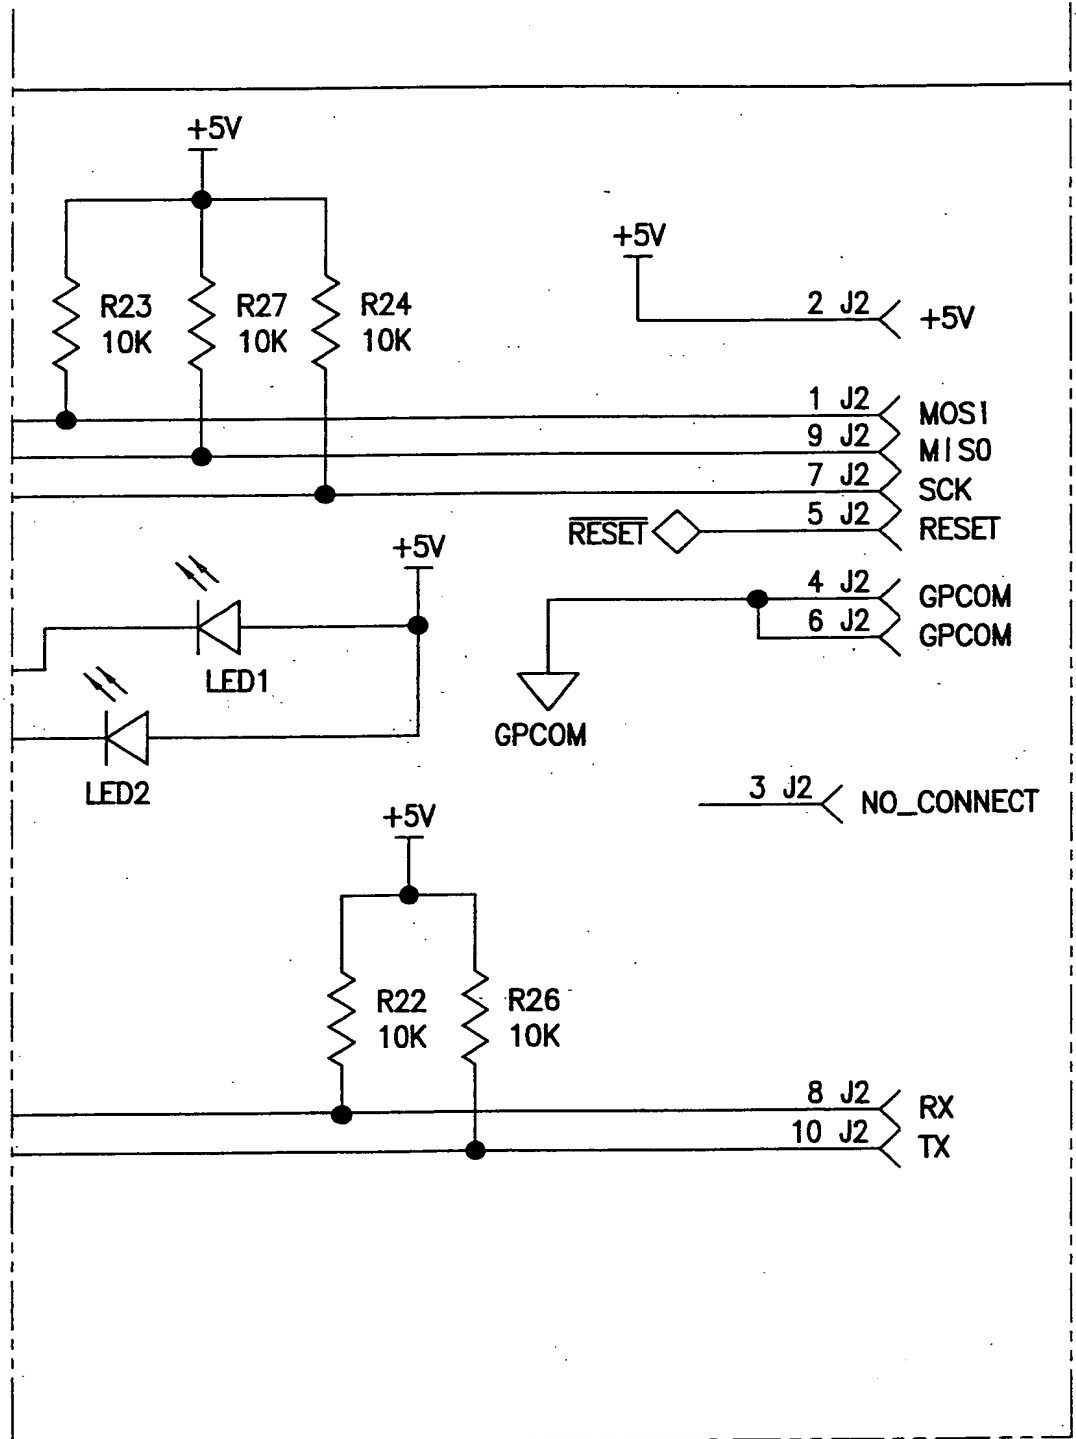 +5V
R23
10K
R27
10K
R24
10K
+5V
2 J2 +5V
1 J2 MOSI
9 J2 MISO
7 J2 SCK
RESET 5 J2 RESET
+5V
LED1
4 J2 GPCOM
6 J2 GPCOM
GPCOM
LED2
3 J2 NO_CONNECT
+5V
R22
10K
R26
10K
8 J2 RX
10 J2 TX